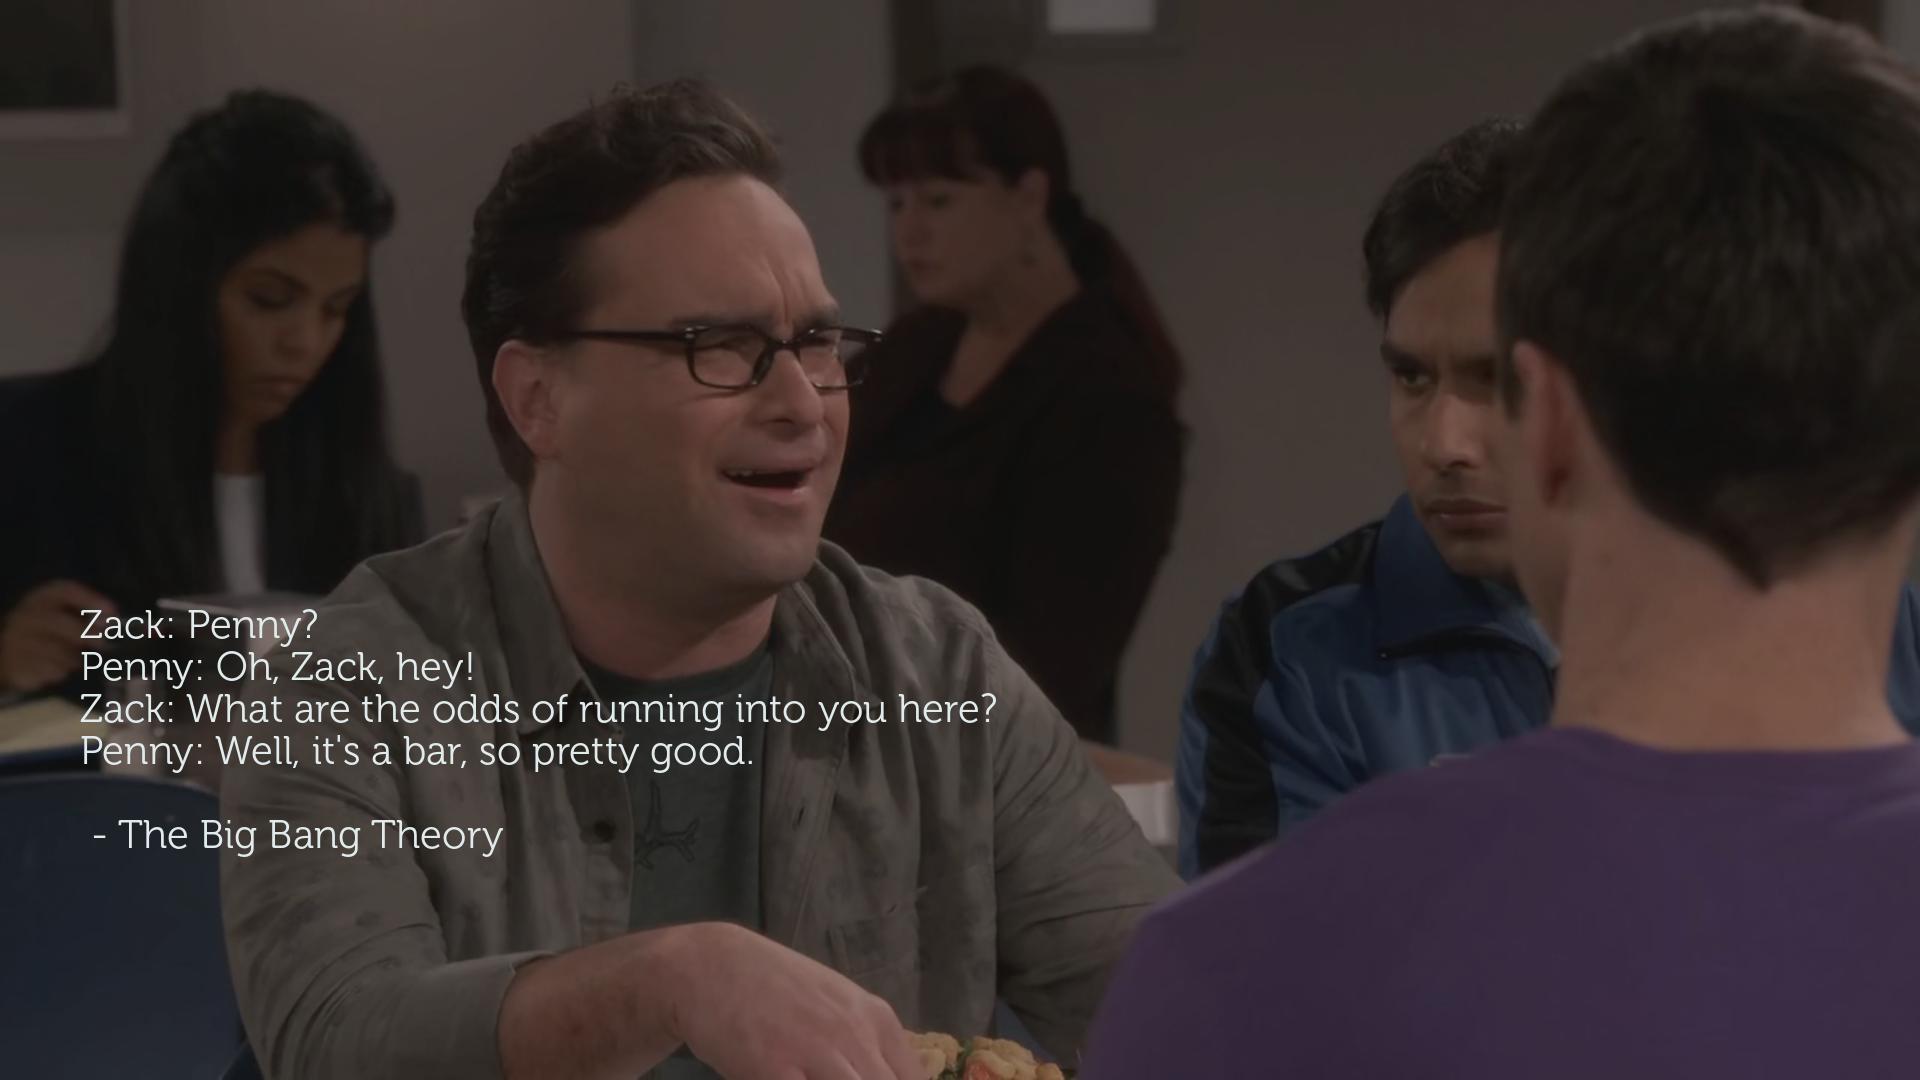 Zack: Penny?
Penny: Oh, Zack, hey!
Zack: What are the odds of running into you here?
Penny: Well, it's a bar, so pretty good.
- The Big Bang Theory